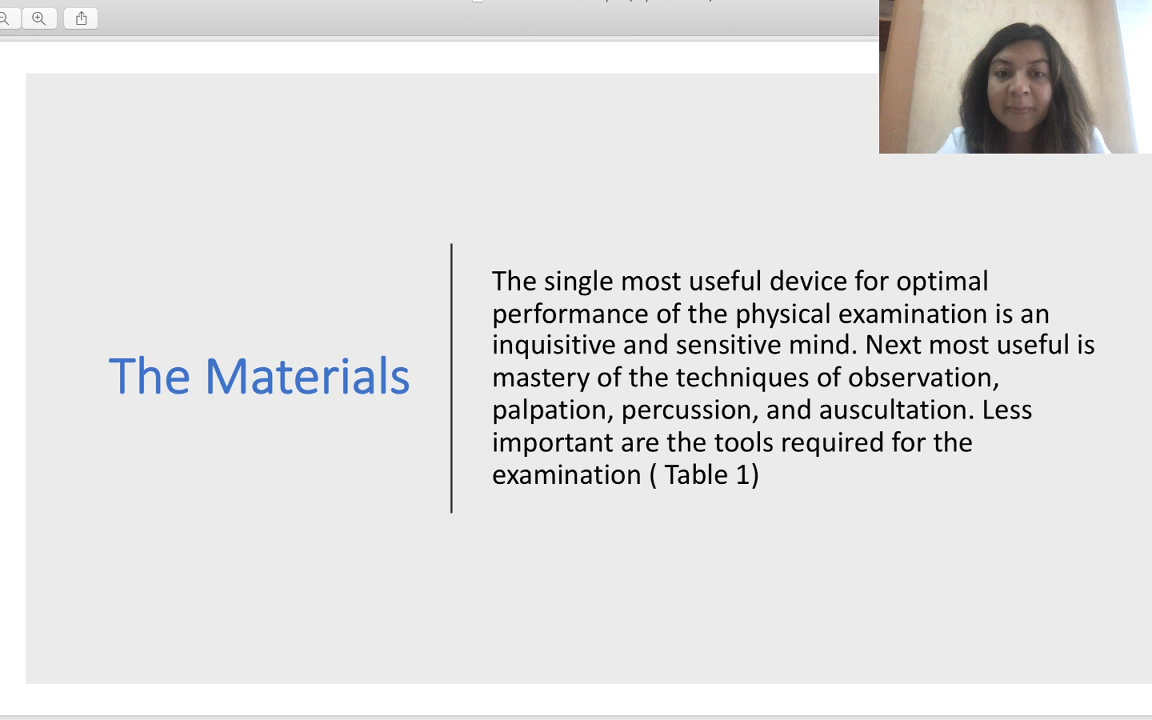 The Materials
The single most useful device for optimal
performance of the physical examination is an
inquisitive and sensitive mind. Next most useful is
mastery of the techniques of observation,
palpation, percussion, and auscultation. Less
important are the tools required for the
examination ( Table 1)